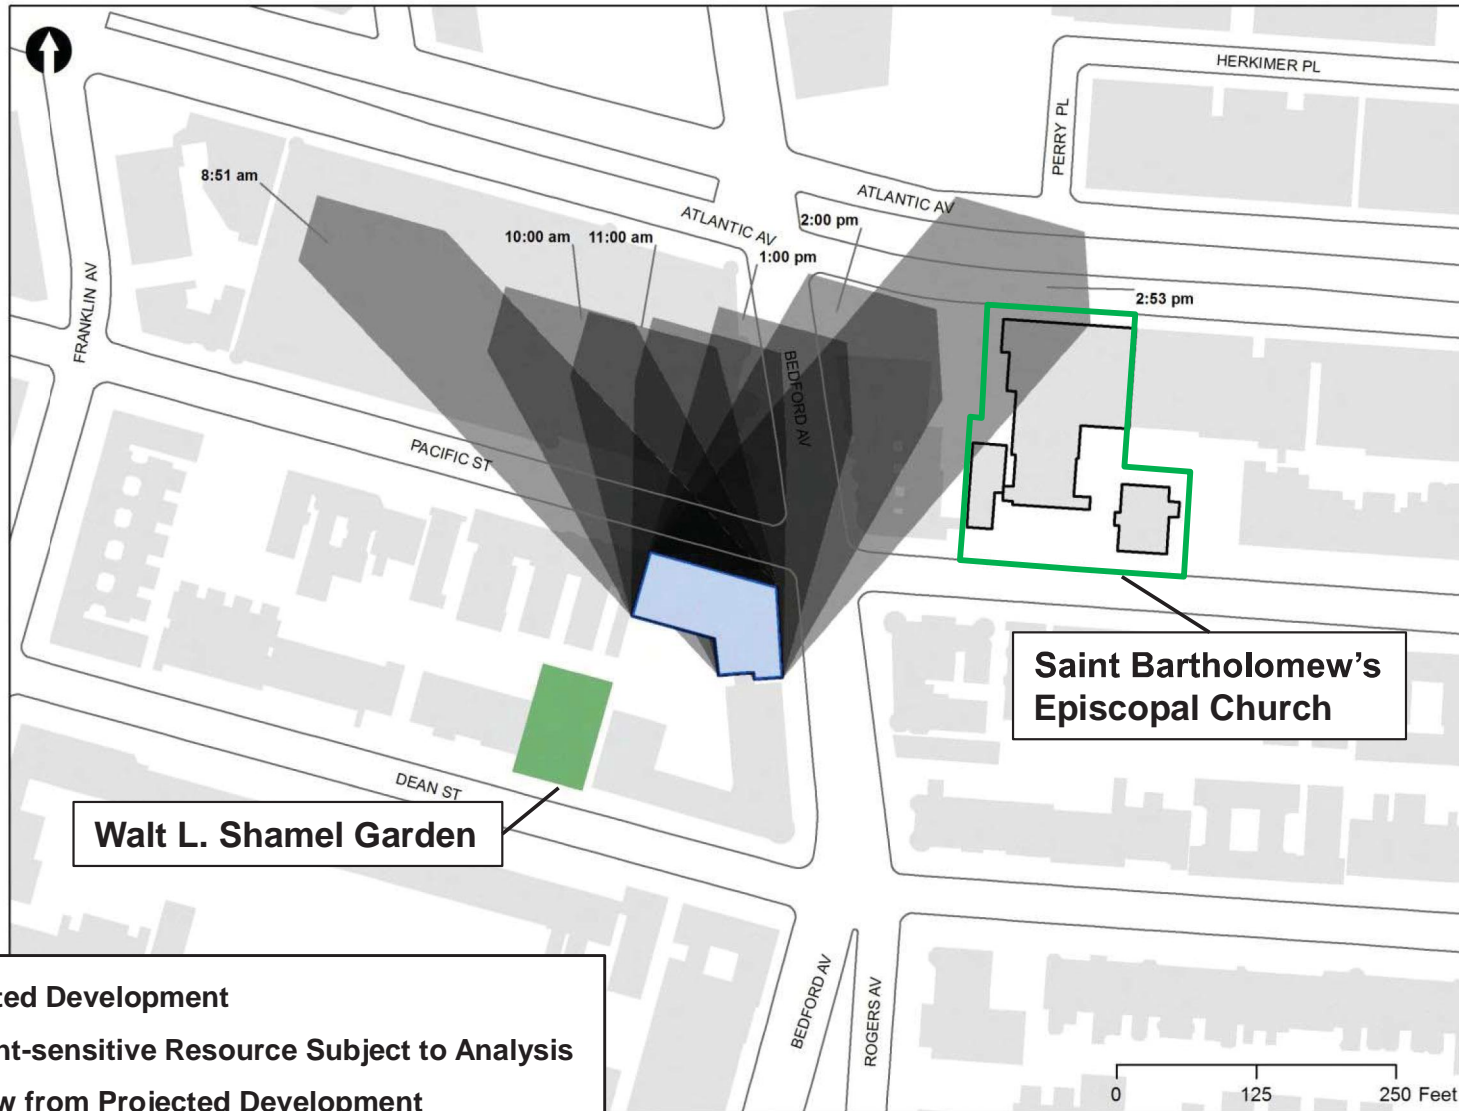 HERKIMER PL
PERRY PL
8:51 am
ATLANTIC AV
ATLANTIC AV
2:00 pm
10:00 am
11:00 am
1:00 pm
2:53 pm
FRANKLIN AV
BEDFORD AV
PACIFIC ST
Saint Bartholomew’s
Episcopal Church
DEAN ST
Walt L. Shamel Garden
BEDFORD AV
ROGERS AV
ted Development
nt-sensitive Resource Subject to Analysis
w from Projected Development
0 125 250 Feet